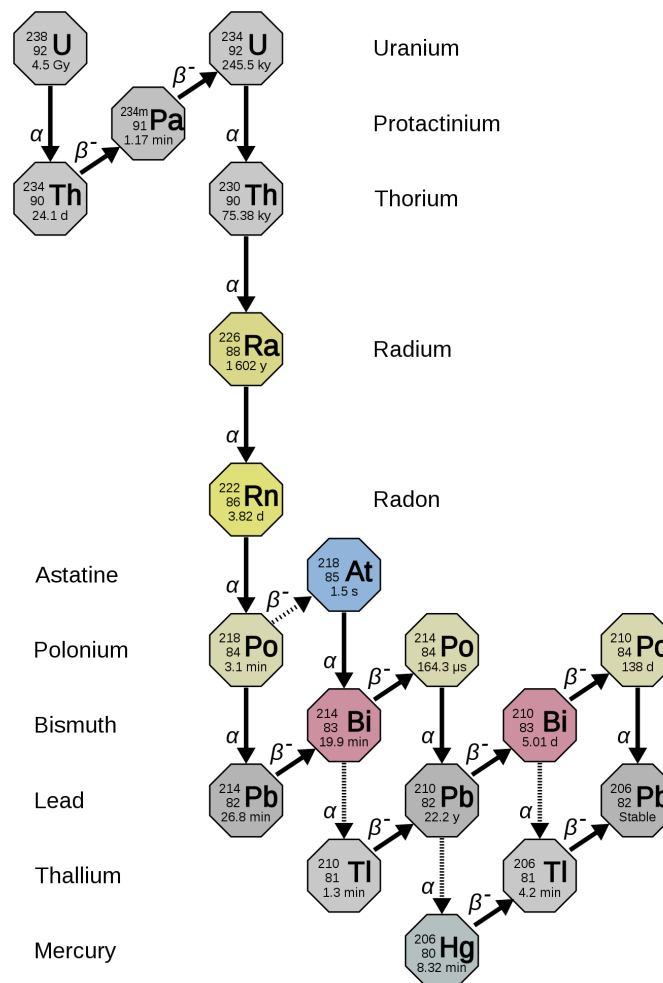 238
92 U
4.5 Gy
234
92 U
245.5 ky
Uranium
β⁻
234m
91 Pa
1.17 min
Protactinium
α
β⁻
α
234
90 Th
24.1 d
230
90 Th
75.38 ky
Thorium
α
226
88 Ra
1 602 y
Radium
α
222
86 Rn
3.82 d
Radon
Astatine
α
β⁻
218
85 At
1.5 s
Polonium
218
84 Po
3.1 min
α
β⁻
214
84 Po
164.3 µs
β⁻
210
84 Po
138 d
Bismuth
α
β⁻
214
83 Bi
19.9 min
α
β⁻
210
83 Bi
5.01 d
α
Lead
214
82 Pb
26.8 min
α
β⁻
210
82 Pb
22.2 y
α
β⁻
206
82 Pb
Stable
Thallium
210
81 Tl
1.3 min
α
β⁻
206
81 Tl
4.2 min
Mercury
206
80 Hg
8.32 min